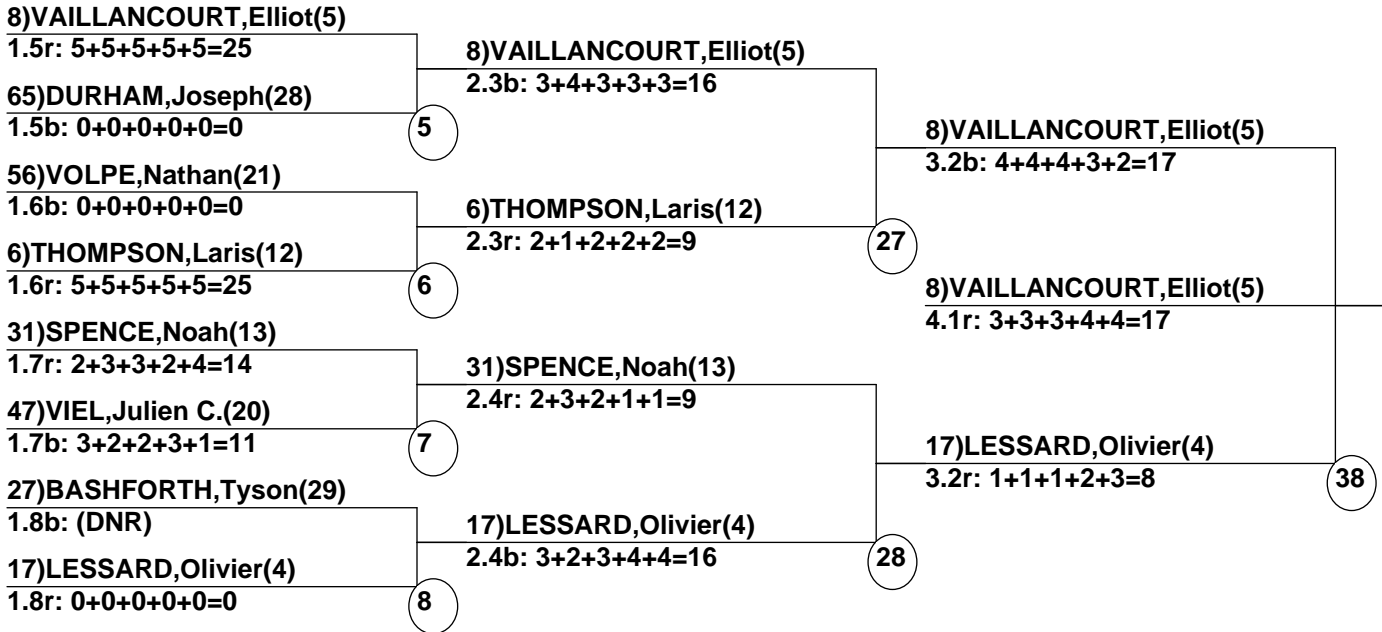 8)VAILLANCOURT,Elliot(5)
1.5r: 5+5+5+5+5=25
65)DURHAM,Joseph(28)
1.5b: 0+0+0+0+0=0
5
56)VOLPE,Nathan(21)
1.6b: 0+0+0+0+0=0
6)THOMPSON,Laris(12)
1.6r: 5+5+5+5+5=25
6
31)SPENCE,Noah(13)
1.7r: 2+3+3+2+4=14
47)VIEL,Julien C.(20)
1.7b: 3+2+2+3+1=11
7
27)BASHFORTH,Tyson(29)
1.8b: (DNR)
17)LESSARD,Olivier(4)
1.8r: 0+0+0+0+0=0
8
8)VAILLANCOURT,Elliot(5)
2.3b: 3+4+3+3+3=16
6)THOMPSON,Laris(12)
2.3r: 2+1+2+2+2=9
27
31)SPENCE,Noah(13)
2.4r: 2+3+2+1+1=9
17)LESSARD,Olivier(4)
2.4b: 3+2+3+4+4=16
28
8)VAILLANCOURT,Elliot(5)
3.2b: 4+4+4+3+2=17
8)VAILLANCOURT,Elliot(5)
4.1r: 3+3+3+4+4=17
17)LESSARD,Olivier(4)
3.2r: 1+1+1+2+3=8
38